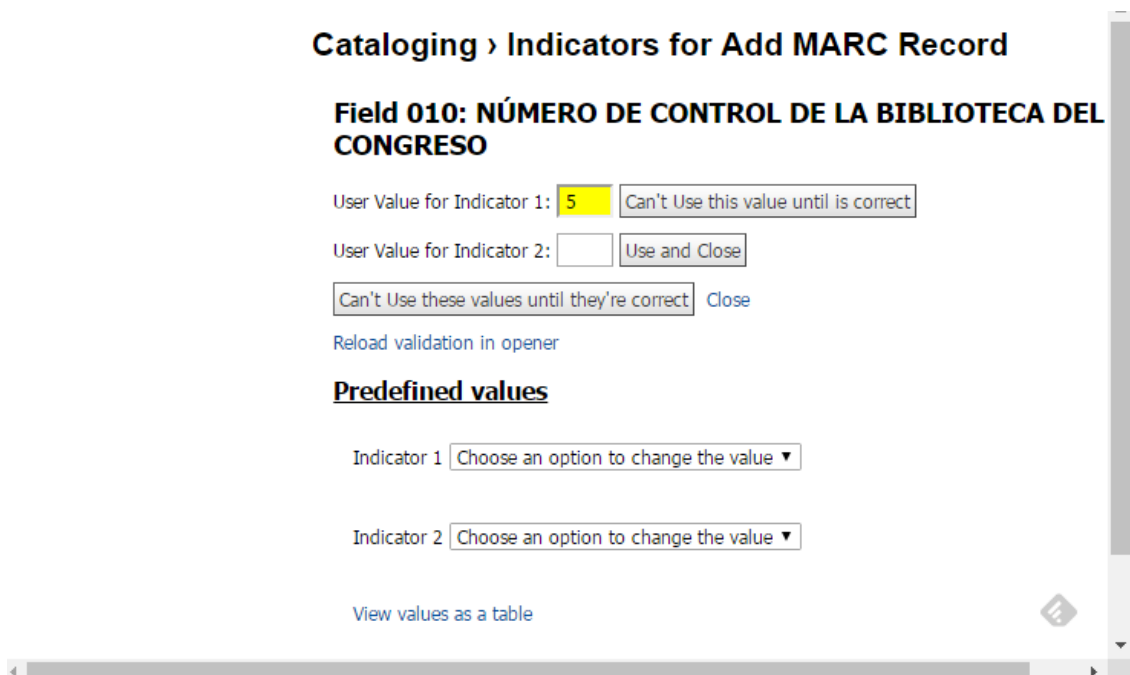 Cataloging › Indicators for Add MARC Record
Field 010: NÚMERO DE CONTROL DE LA BIBLIOTECA DEL
CONGRESO
User Value for Indicator 1: 5 Can't Use this value until is correct
User Value for Indicator 2: Use and Close
Can't Use these values until they're correct Close
Reload validation in opener
Predefined values
Indicator 1 Choose an option to change the value
Indicator 2 Choose an option to change the value
View values as a table